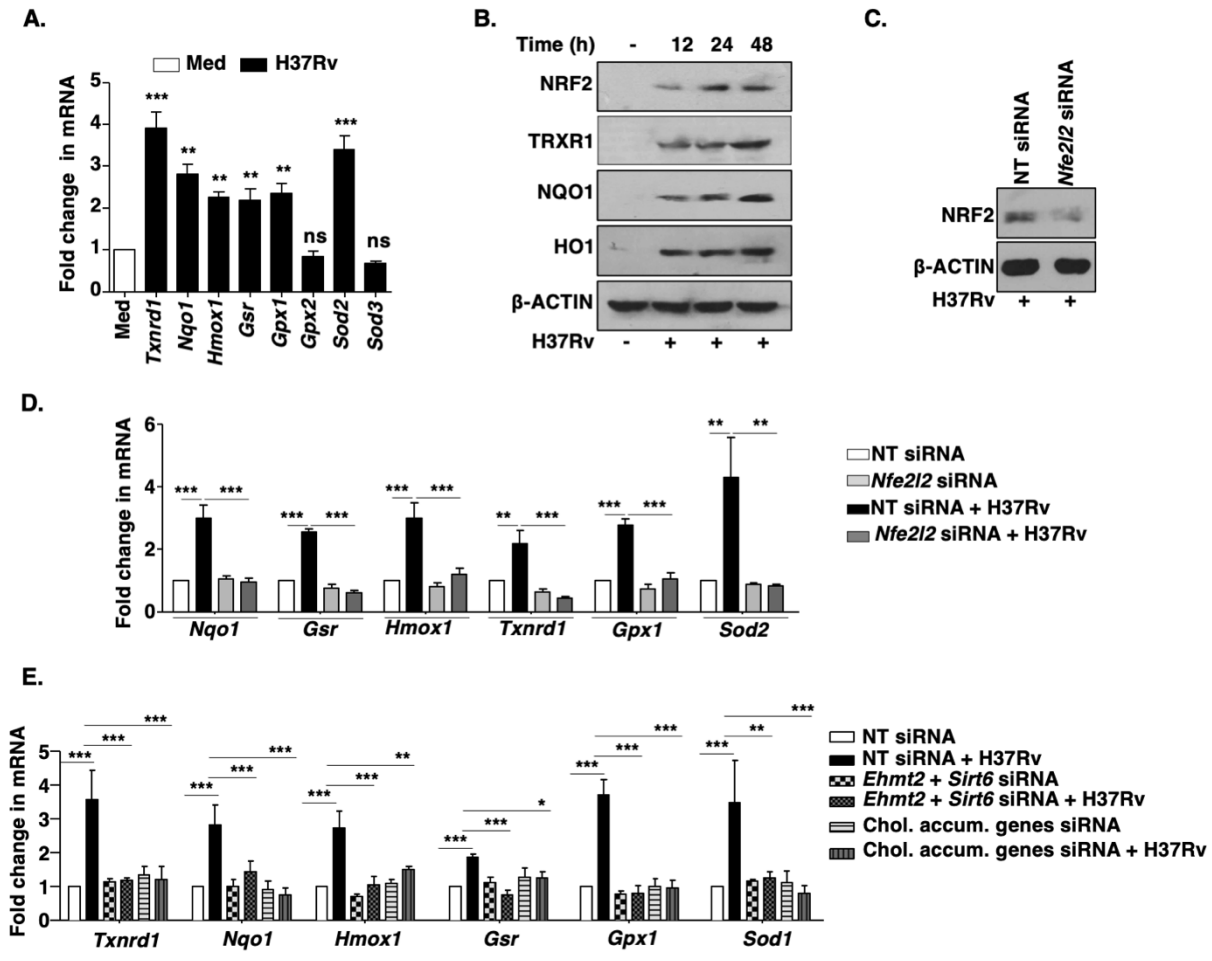 A.
Med H37Rv
Fold change in mRNA
5
4
3
2
1
0
***
**
**
**
**
ns
***
ns
Med
Txnrd1
Nqo1
Hmox1
Gsr
Gpx1
Gpx2
Sod2
Sod3
B.
Time (h) - 12 24 48
NRF2
TRXR1
NQO1
HO1
β-ACTIN
H37Rv - + + +
C.
NT siRNA
Nfe2l2 siRNA
NRF2
β-ACTIN
H37Rv + +
D.
Fold change in mRNA
6
4
2
0
*** ***
*** ***
*** ***
** ***
*** ***
** **
Nqo1 Gsr Hmox1 Txnrd1 Gpx1 Sod2
NT siRNA
Nfe2l2 siRNA
NT siRNA + H37Rv
Nfe2l2 siRNA + H37Rv
E.
Fold change in mRNA
5
4
3
2
1
0
***
***
***
***
***
***
**
***
***
*
***
***
***
***
***
***
**
***
Txnrd1 Nqo1 Hmox1 Gsr Gpx1 Sod1
NT siRNA
NT siRNA + H37Rv
Ehmt2 + Sirt6 siRNA
Ehmt2 + Sirt6 siRNA + H37Rv
Chol. accum. genes siRNA
Chol. accum. genes siRNA + H37Rv